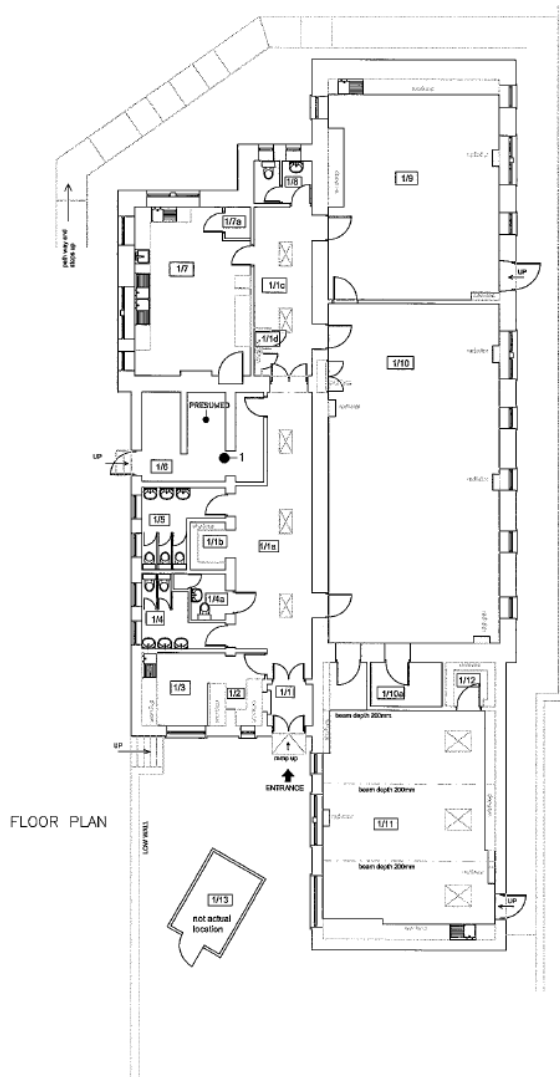 1/9
1/8
1/7a
1/7
UP
1/1c
path way and
steps up
1/1d
1/10
PRESUMED
UP
1
1/6
1/5
1/1b
1/1a
1/4a
1/4
1/12
1/3
1/2
1/1
1/10a
beam depth 200mm
UP
ramp up
ENTRANCE
beam depth 200mm
FLOOR PLAN
1/11
LOW WALL
beam depth 200mm
1/13
UP
not actual
location